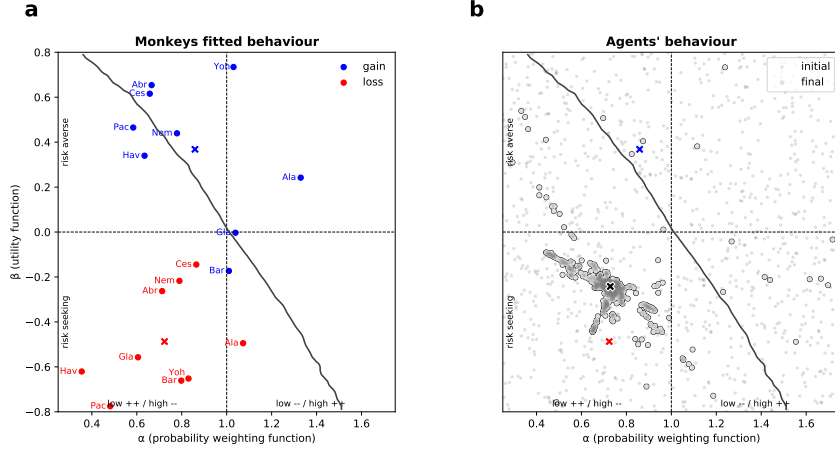 a
b
Monkeys fitted behaviour
Agents' behaviour
gain
loss
initial
final
Yoh
Abr
Ces
Pac
Nem
Hav
Ala
Gla
Bar
Ces
Nem
Abr
Ala
Gla
Hav
Yoh
Bar
Pac
risk averse
risk seeking
low ++ / high --
low -- / high ++
risk averse
risk seeking
low ++ / high --
low -- / high ++
β (utility function)
0.8
0.6
0.4
0.2
0.0
−0.2
−0.4
−0.6
−0.8
0.4
0.6
0.8
1.0
1.2
1.4
1.6
α (probability weighting function)
0.4
0.6
0.8
1.0
1.2
1.4
1.6
α (probability weighting function)